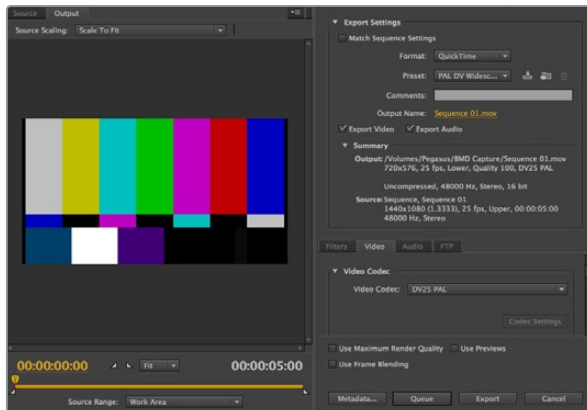 Source Output
Source Scaling: Scale To Fit
00:00:00:00 Fit 00:00:05:00
Source Range: Work Area
Export Settings
Match Sequence Settings
Format: QuickTime
Preset: PAL DV Widesc...
Comments:
Output Name: Sequence 01.mov
Export Video Export Audio
Summary
Output: /Volumes/Pegasus/BMD Capture/Sequence 01.mov
720x576, 25 fps, Lower, Quality 100, DV25 PAL
Uncompressed, 48000 Hz, Stereo, 16 bit
Source: Sequence, Sequence 01
1440x1080 (1.3333), 25 fps, Upper, 00:00:05:00
48000 Hz, Stereo
Filters Video Audio FTP
Video Codec
Video Codec: DV25 PAL
Codec Settings
Use Maximum Render Quality Use Previews
Use Frame Blending
Metadata... Queue Export Cancel